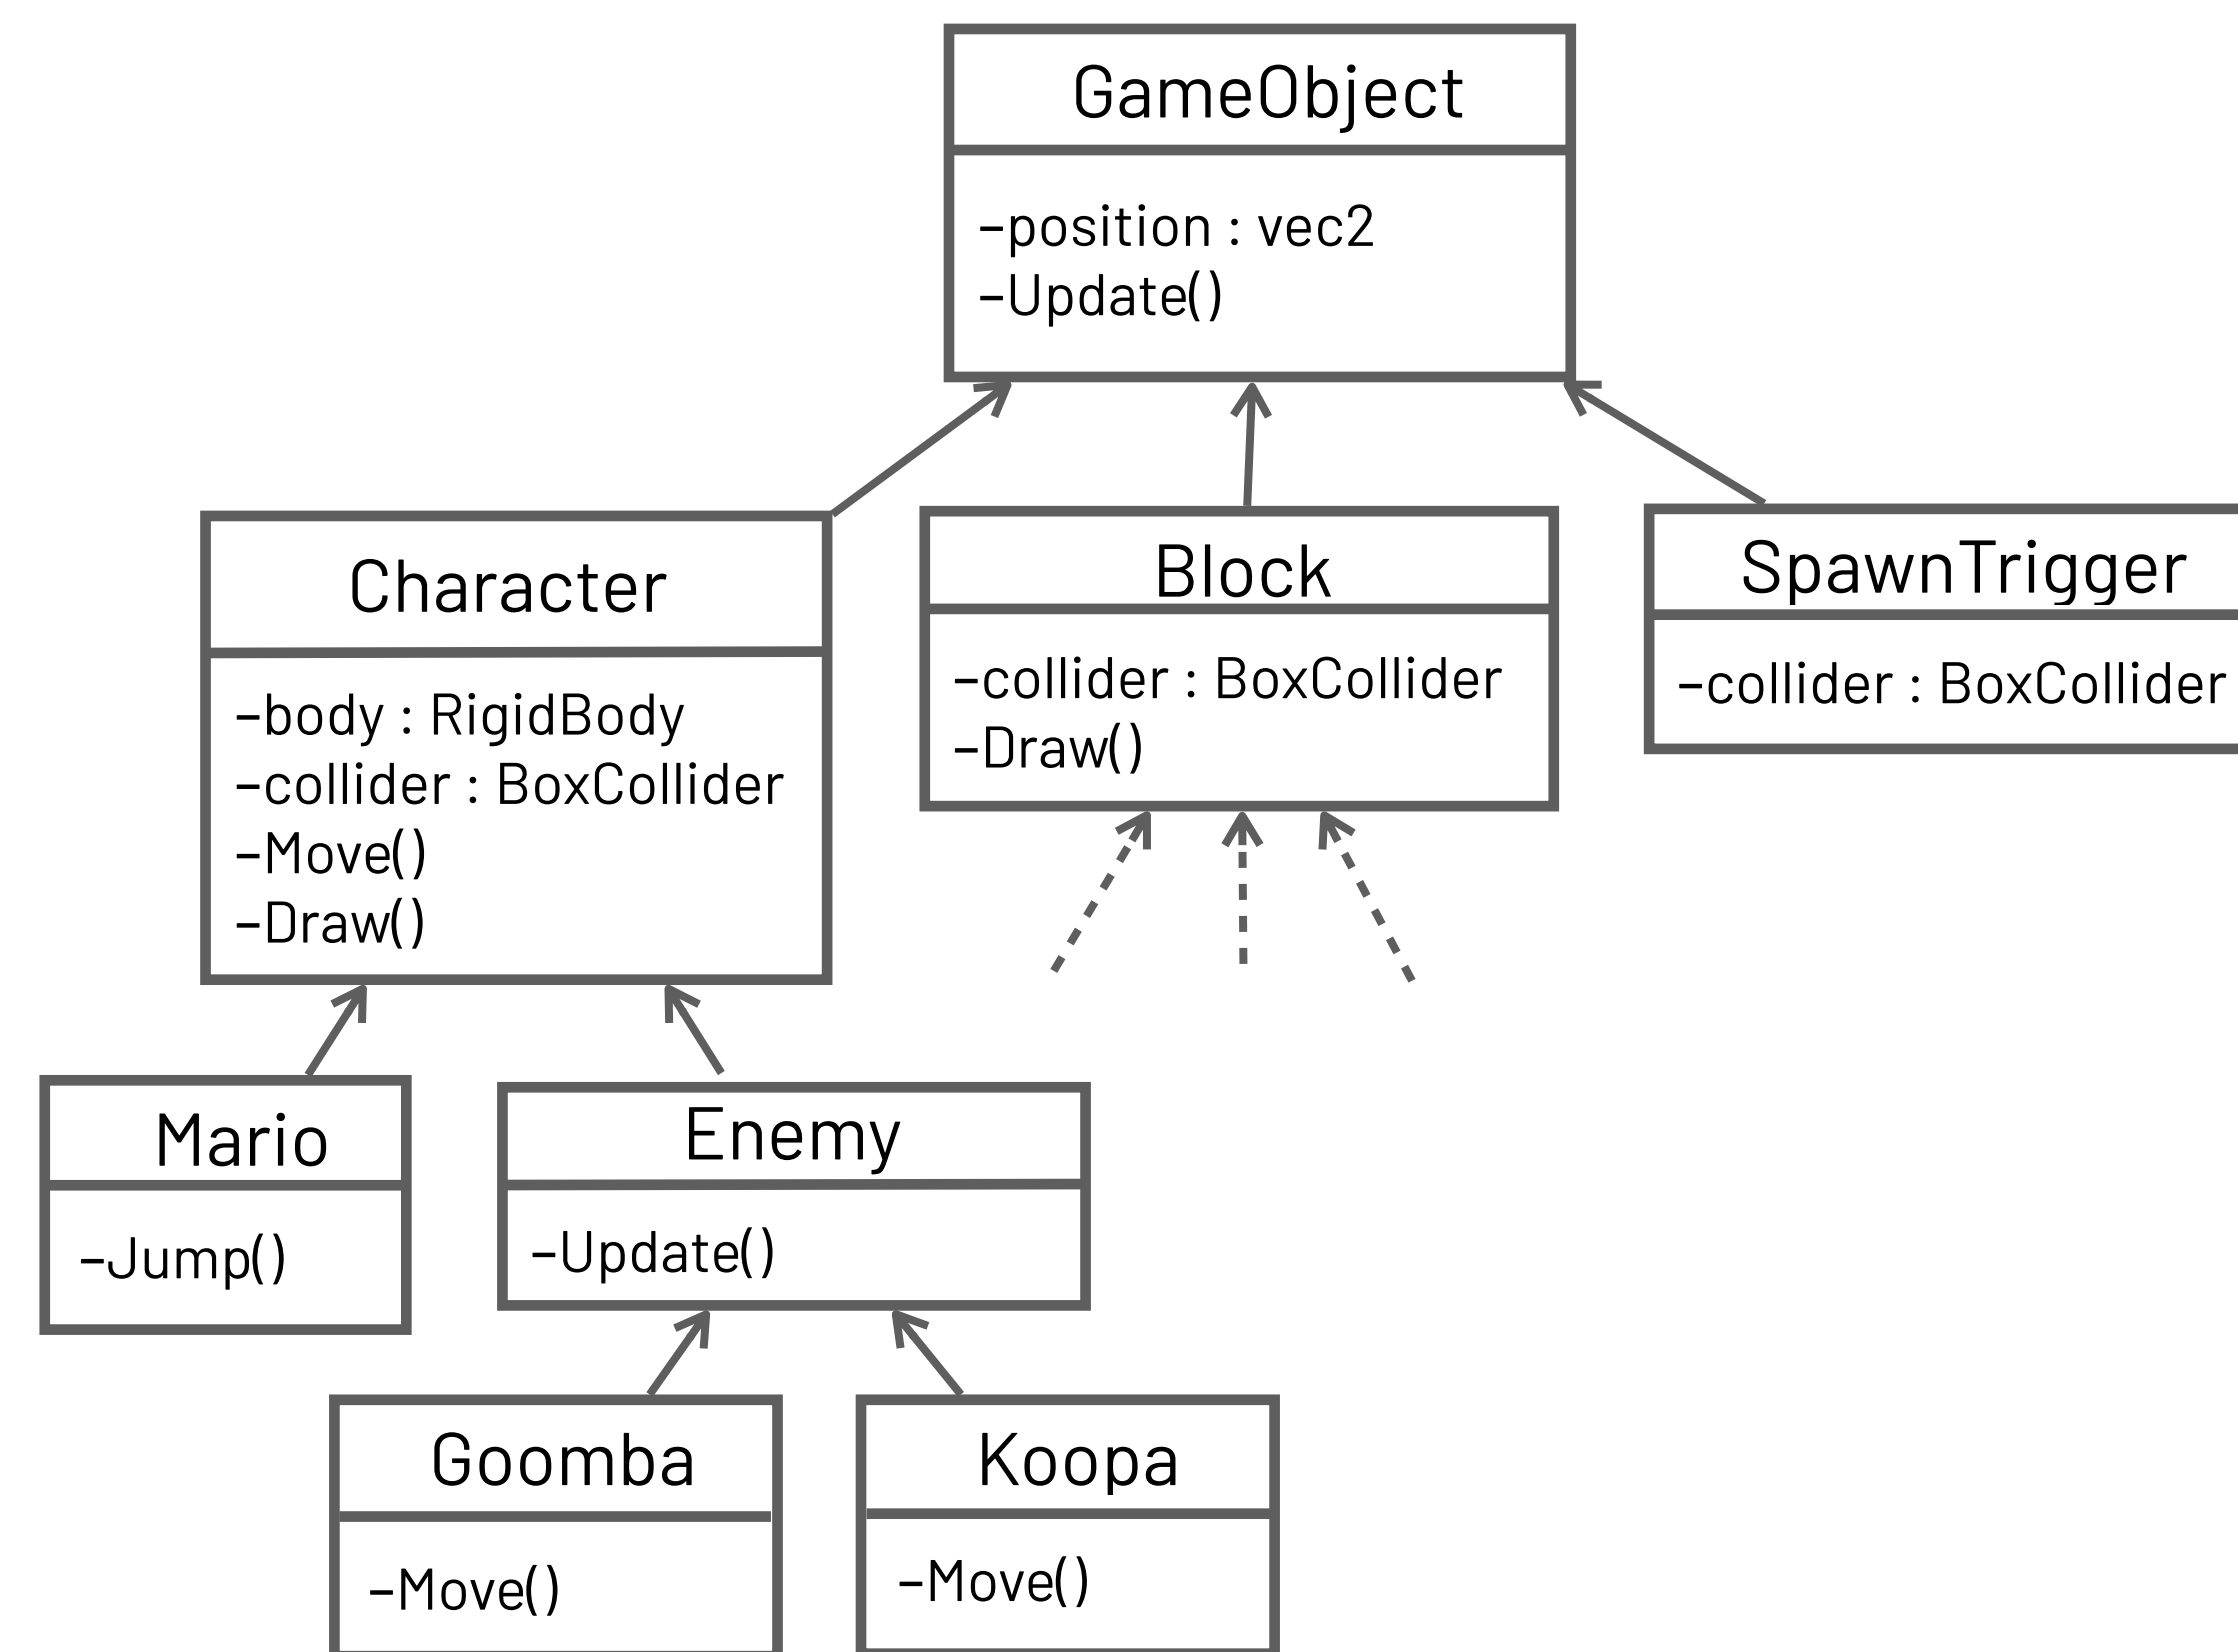 GameObject
-position : vec2
-Update()
Character
-body : RigidBody
-collider : BoxCollider
-Move()
-Draw()
Block
-collider : BoxCollider
-Draw()
SpawnTrigger
-collider : BoxCollider
Mario
-Jump()
Enemy
-Update()
Goomba
-Move()
Koopa
-Move()